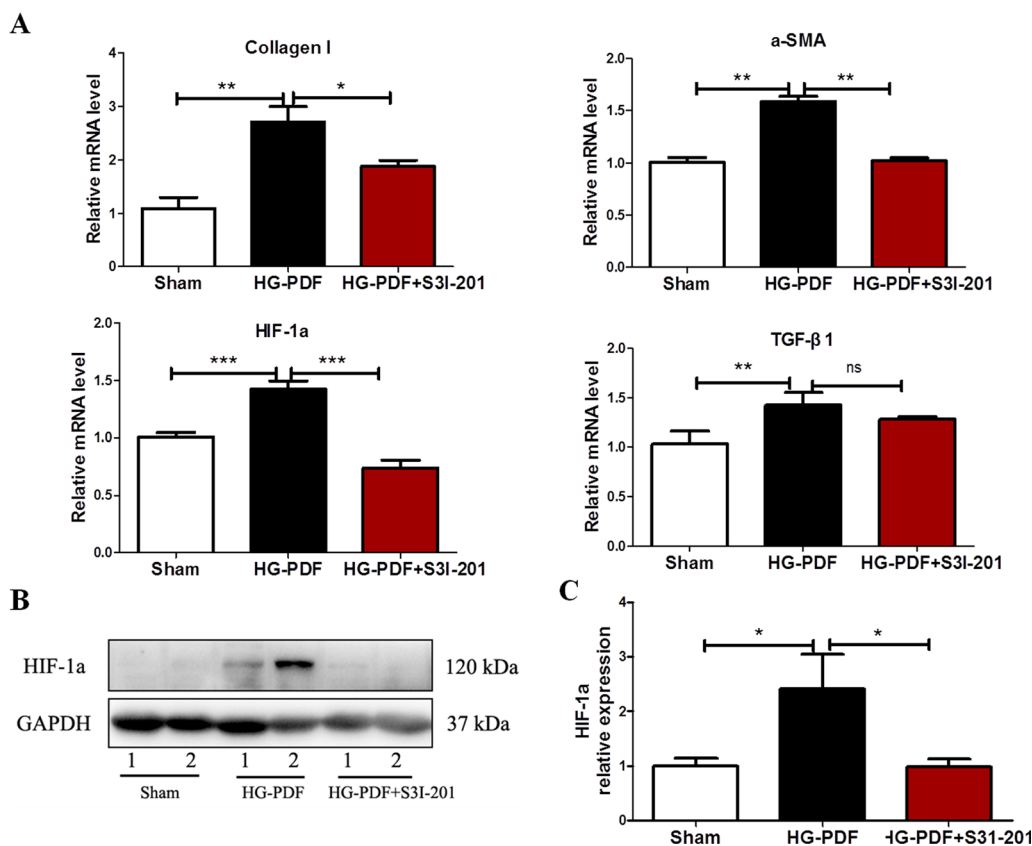 A
Collagen I
Relative mRNA level
4
3
2
1
0
** *
Sham HG-PDF HG-PDF+S3I-201
a-SMA
Relative mRNA level
2.0
1.5
1.0
0.5
0.0
** **
Sham HG-PDF HG-PDF+S3I-201
HIF-1a
Relative mRNA level
2.0
1.5
1.0
0.5
0.0
*** ***
Sham HG-PDF HG-PDF+S3I-201
TGF-β 1
Relative mRNA level
2.0
1.5
1.0
0.5
0.0
** ns
Sham HG-PDF HG-PDF+S3I-201
B
HIF-1a 120 kDa
GAPDH 37 kDa
1 2 1 2 1 2
Sham HG-PDF HG-PDF+S3I-201
C
HIF-1a
relative expression
4
3
2
1
0
* *
Sham HG-PDF HG-PDF+S31-201